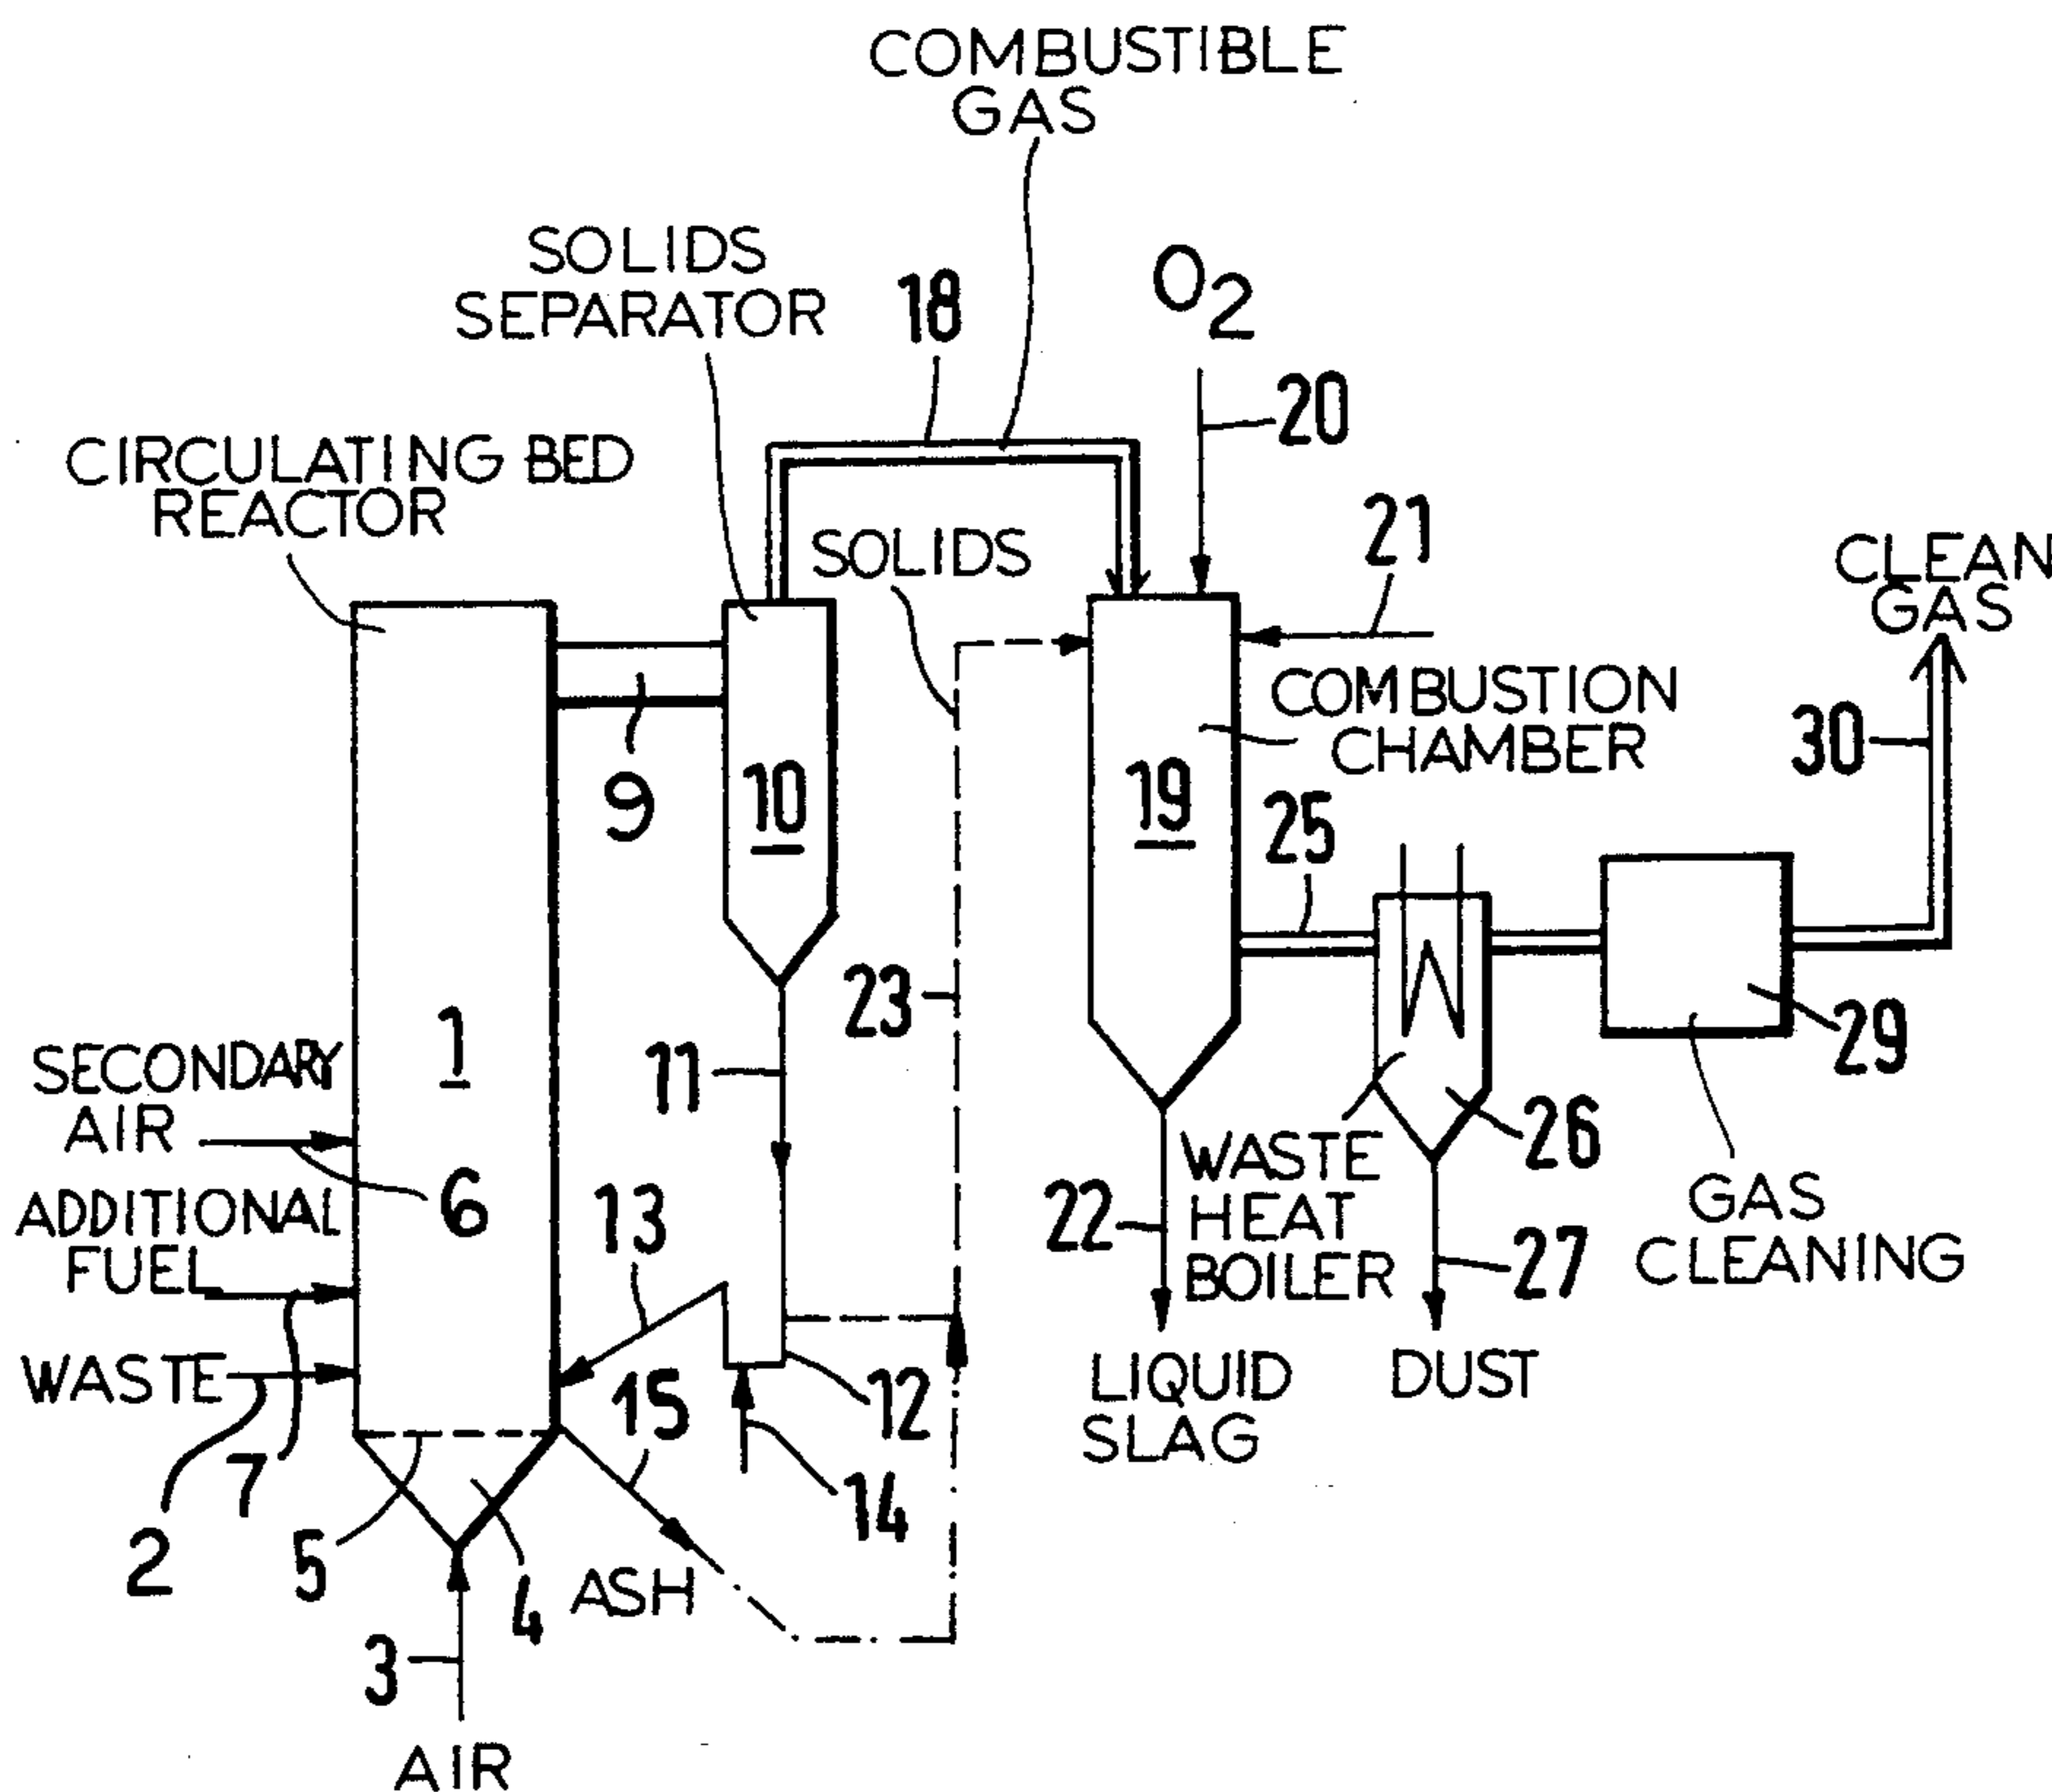 COMBUSTIBLE
GAS
SOLIDS
SEPARATOR
18
O2
20
CIRCULATING BED
REACTOR
SOLIDS
21
CLEAN
GAS
COMBUSTION
CHAMBER
30
9
10
19
25
23
1
11
29
SECONDARY
AIR
6
26
WASTE
HEAT
BOILER
GAS
CLEANING
ADDITIONAL
FUEL
13
22
27
WASTE
12
LIQUID
SLAG
DUST
15
14
7
2
5
4
ASH
3
AIR